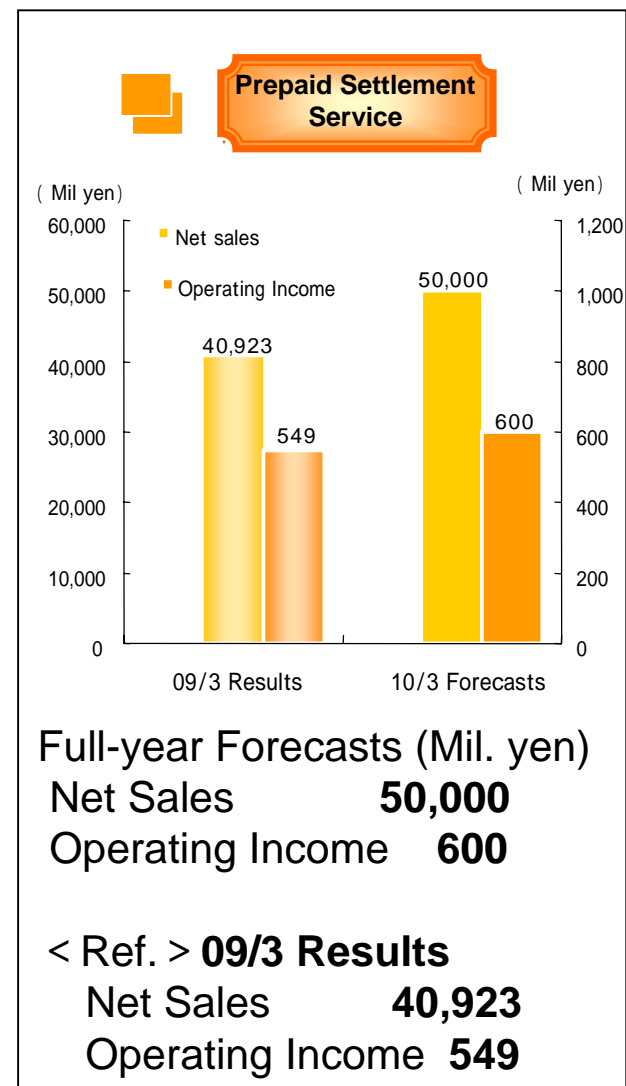 Prepaid Settlement
Service
( Mil yen)
( Mil yen)
60,000
50,000
40,000
30,000
20,000
10,000
0
1,200
1,000
800
600
400
200
0
Net sales
Operating Income
40,923
549
50,000
600
09/3 Results
10/3 Forecasts
Full-year Forecasts (Mil. yen)
Net Sales 50,000
Operating Income 600
< Ref. > 09/3 Results
Net Sales 40,923
Operating Income 549